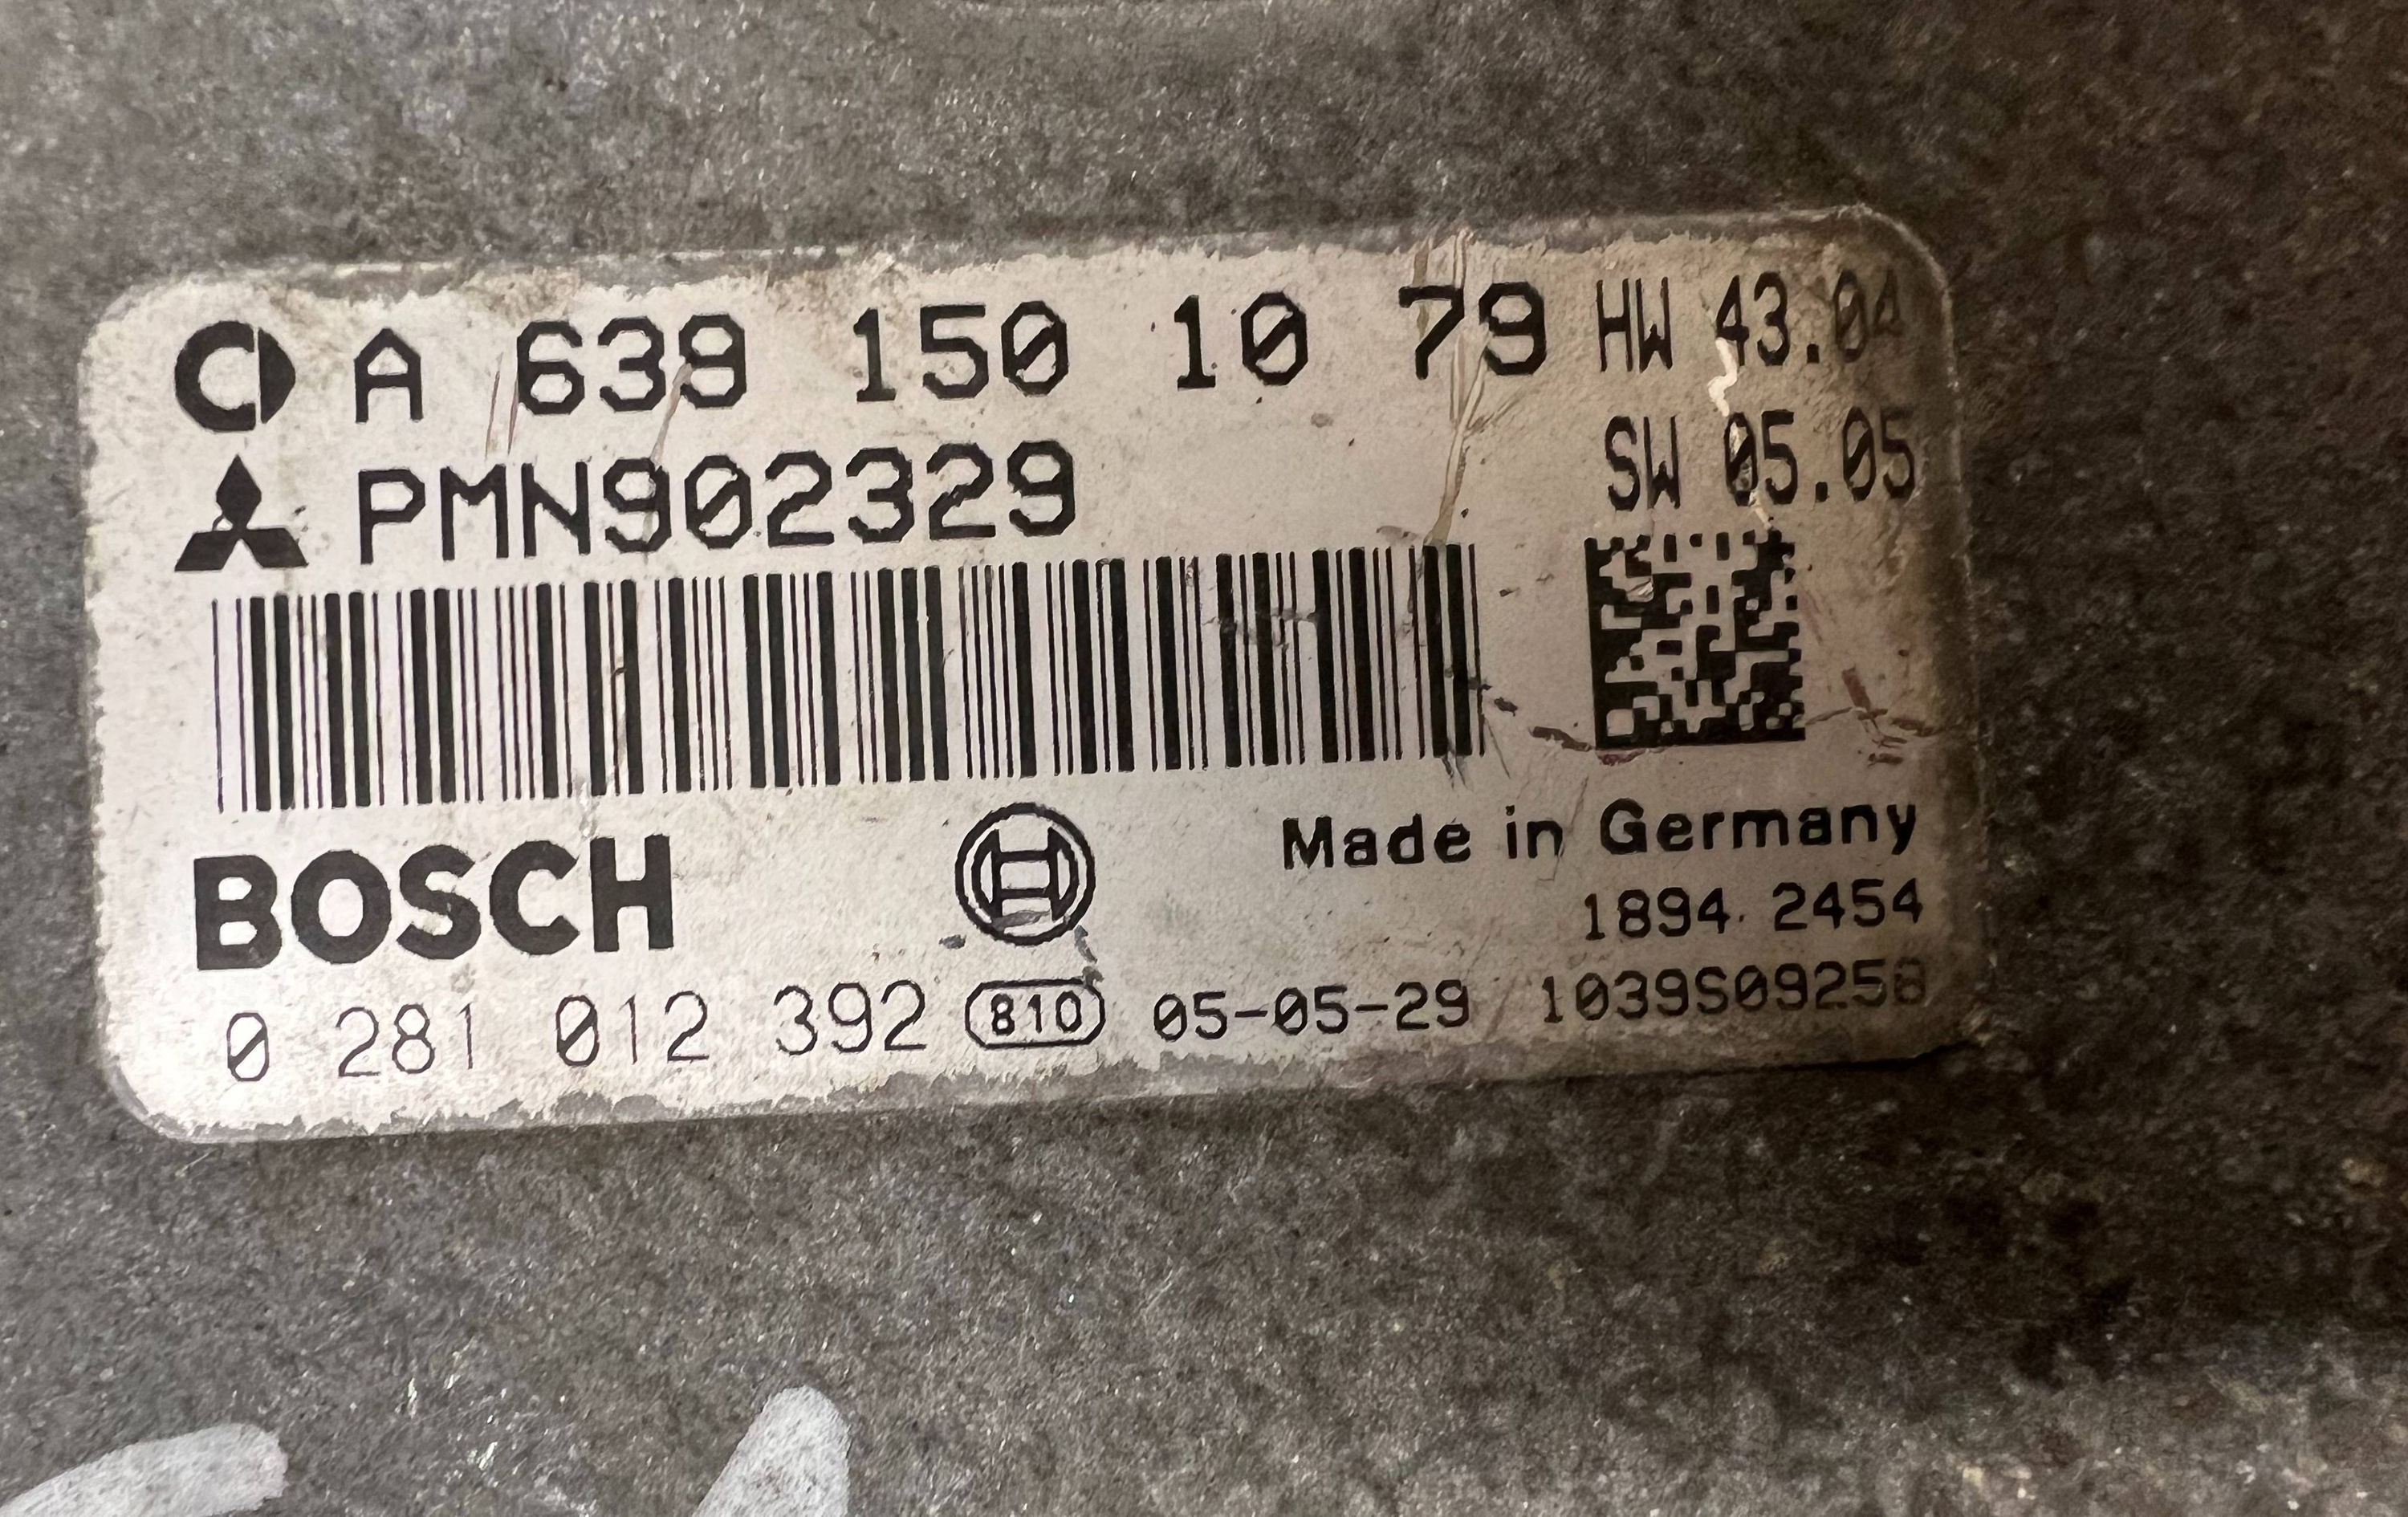 A 639 150 10 79 HW 43.04
PMN902329 SW 05.05
BOSCH
Made in Germany
1894 2454
0 281 012 392 810 05-05-29 1039S09258